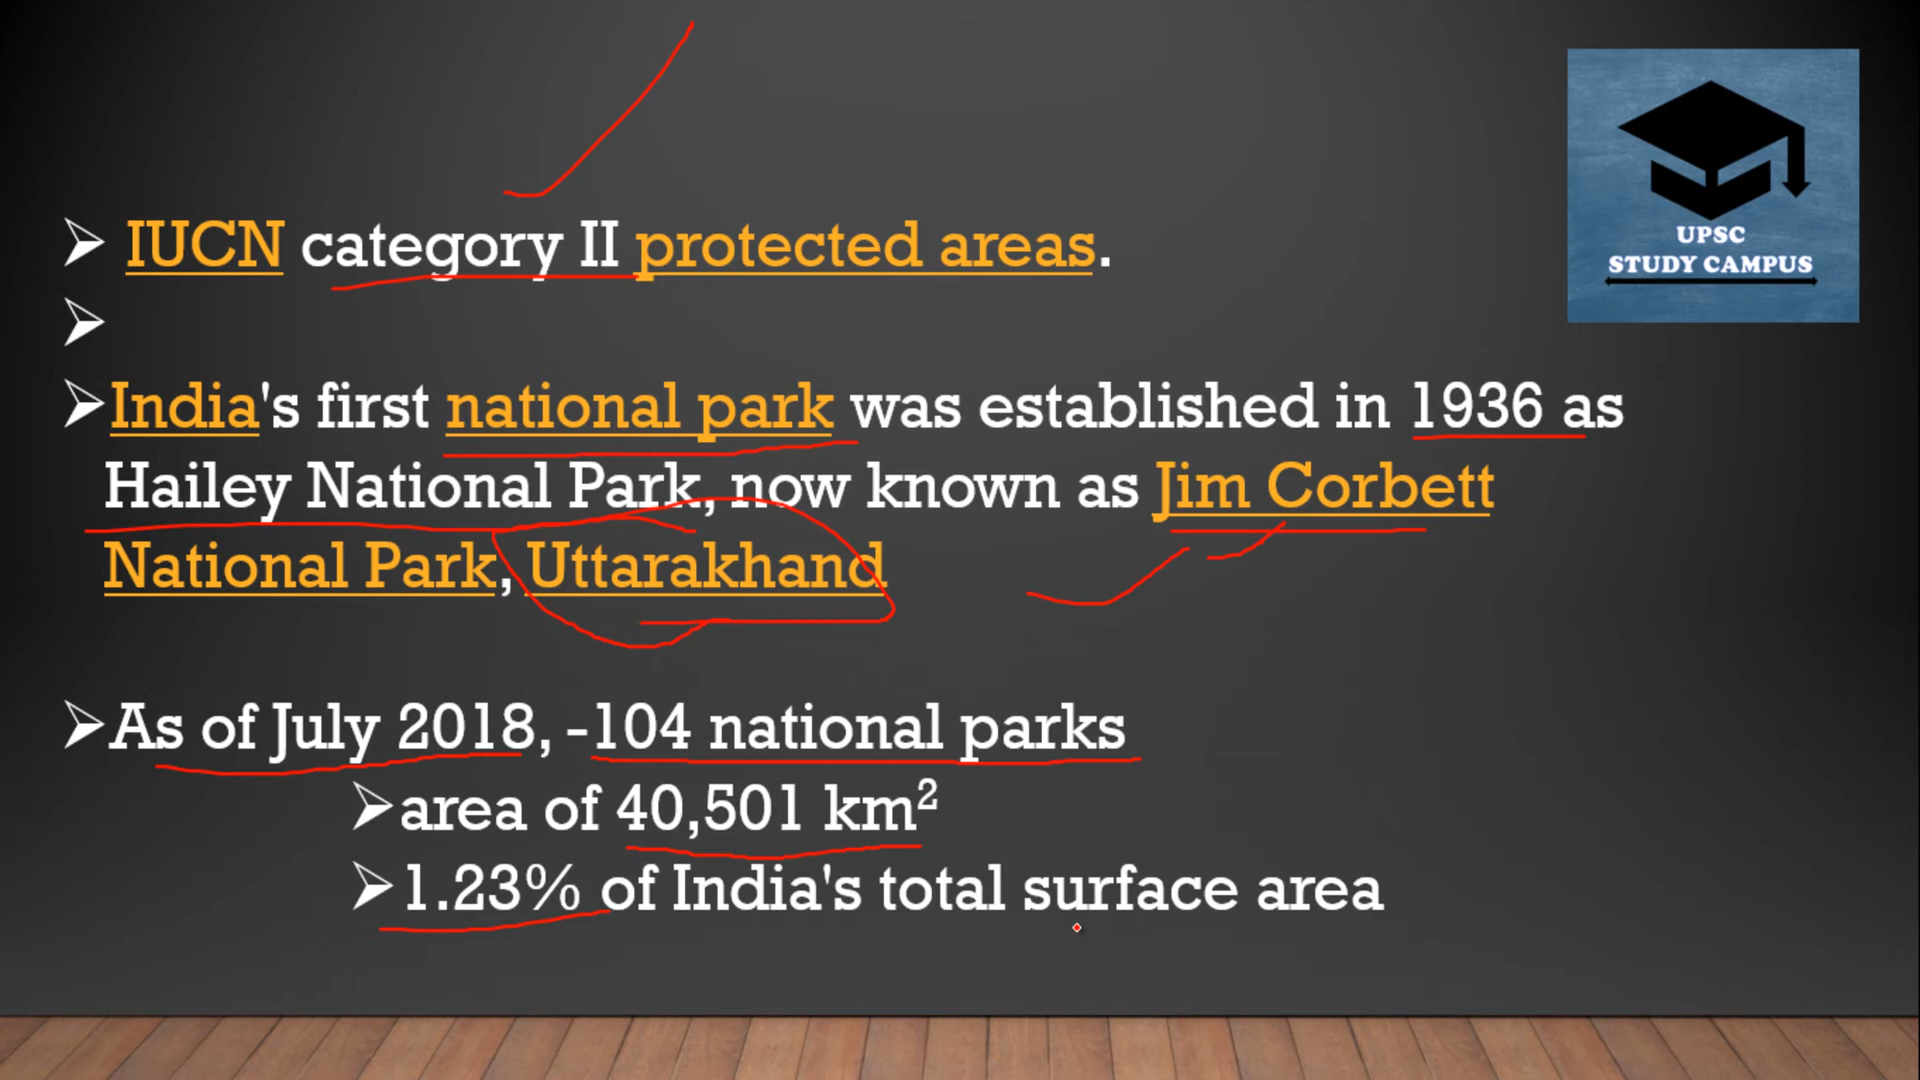 IUCN category II protected areas.
India's first national park was established in 1936 as
Hailey National Park, now known as Jim Corbett
National Park, Uttarakhand
As of July 2018, -104 national parks
area of 40,501 km²
1.23% of India's total surface area
UPSC
STUDY CAMPUS